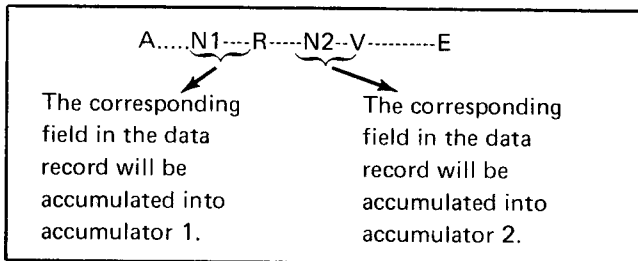 A.....N1----R-----N2--V----------E
The corresponding
field in the data
record will be
accumulated into
accumulator 1.
The corresponding
field in the data
record will be
accumulated into
accumulator 2.